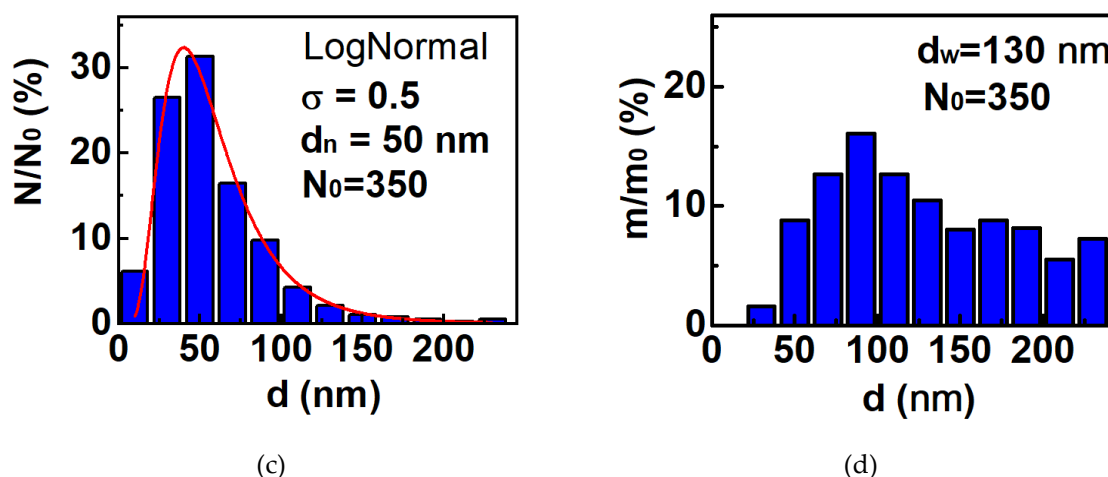 N/N0 (%)
30
20
10
0
LogNormal
σ = 0.5
dn = 50 nm
N0=350
0 50 100 150 200
d (nm)
(c)
m/m0 (%)
20
10
0
dw=130 nm
N0=350
0 50 100 150 200
d (nm)
(d)